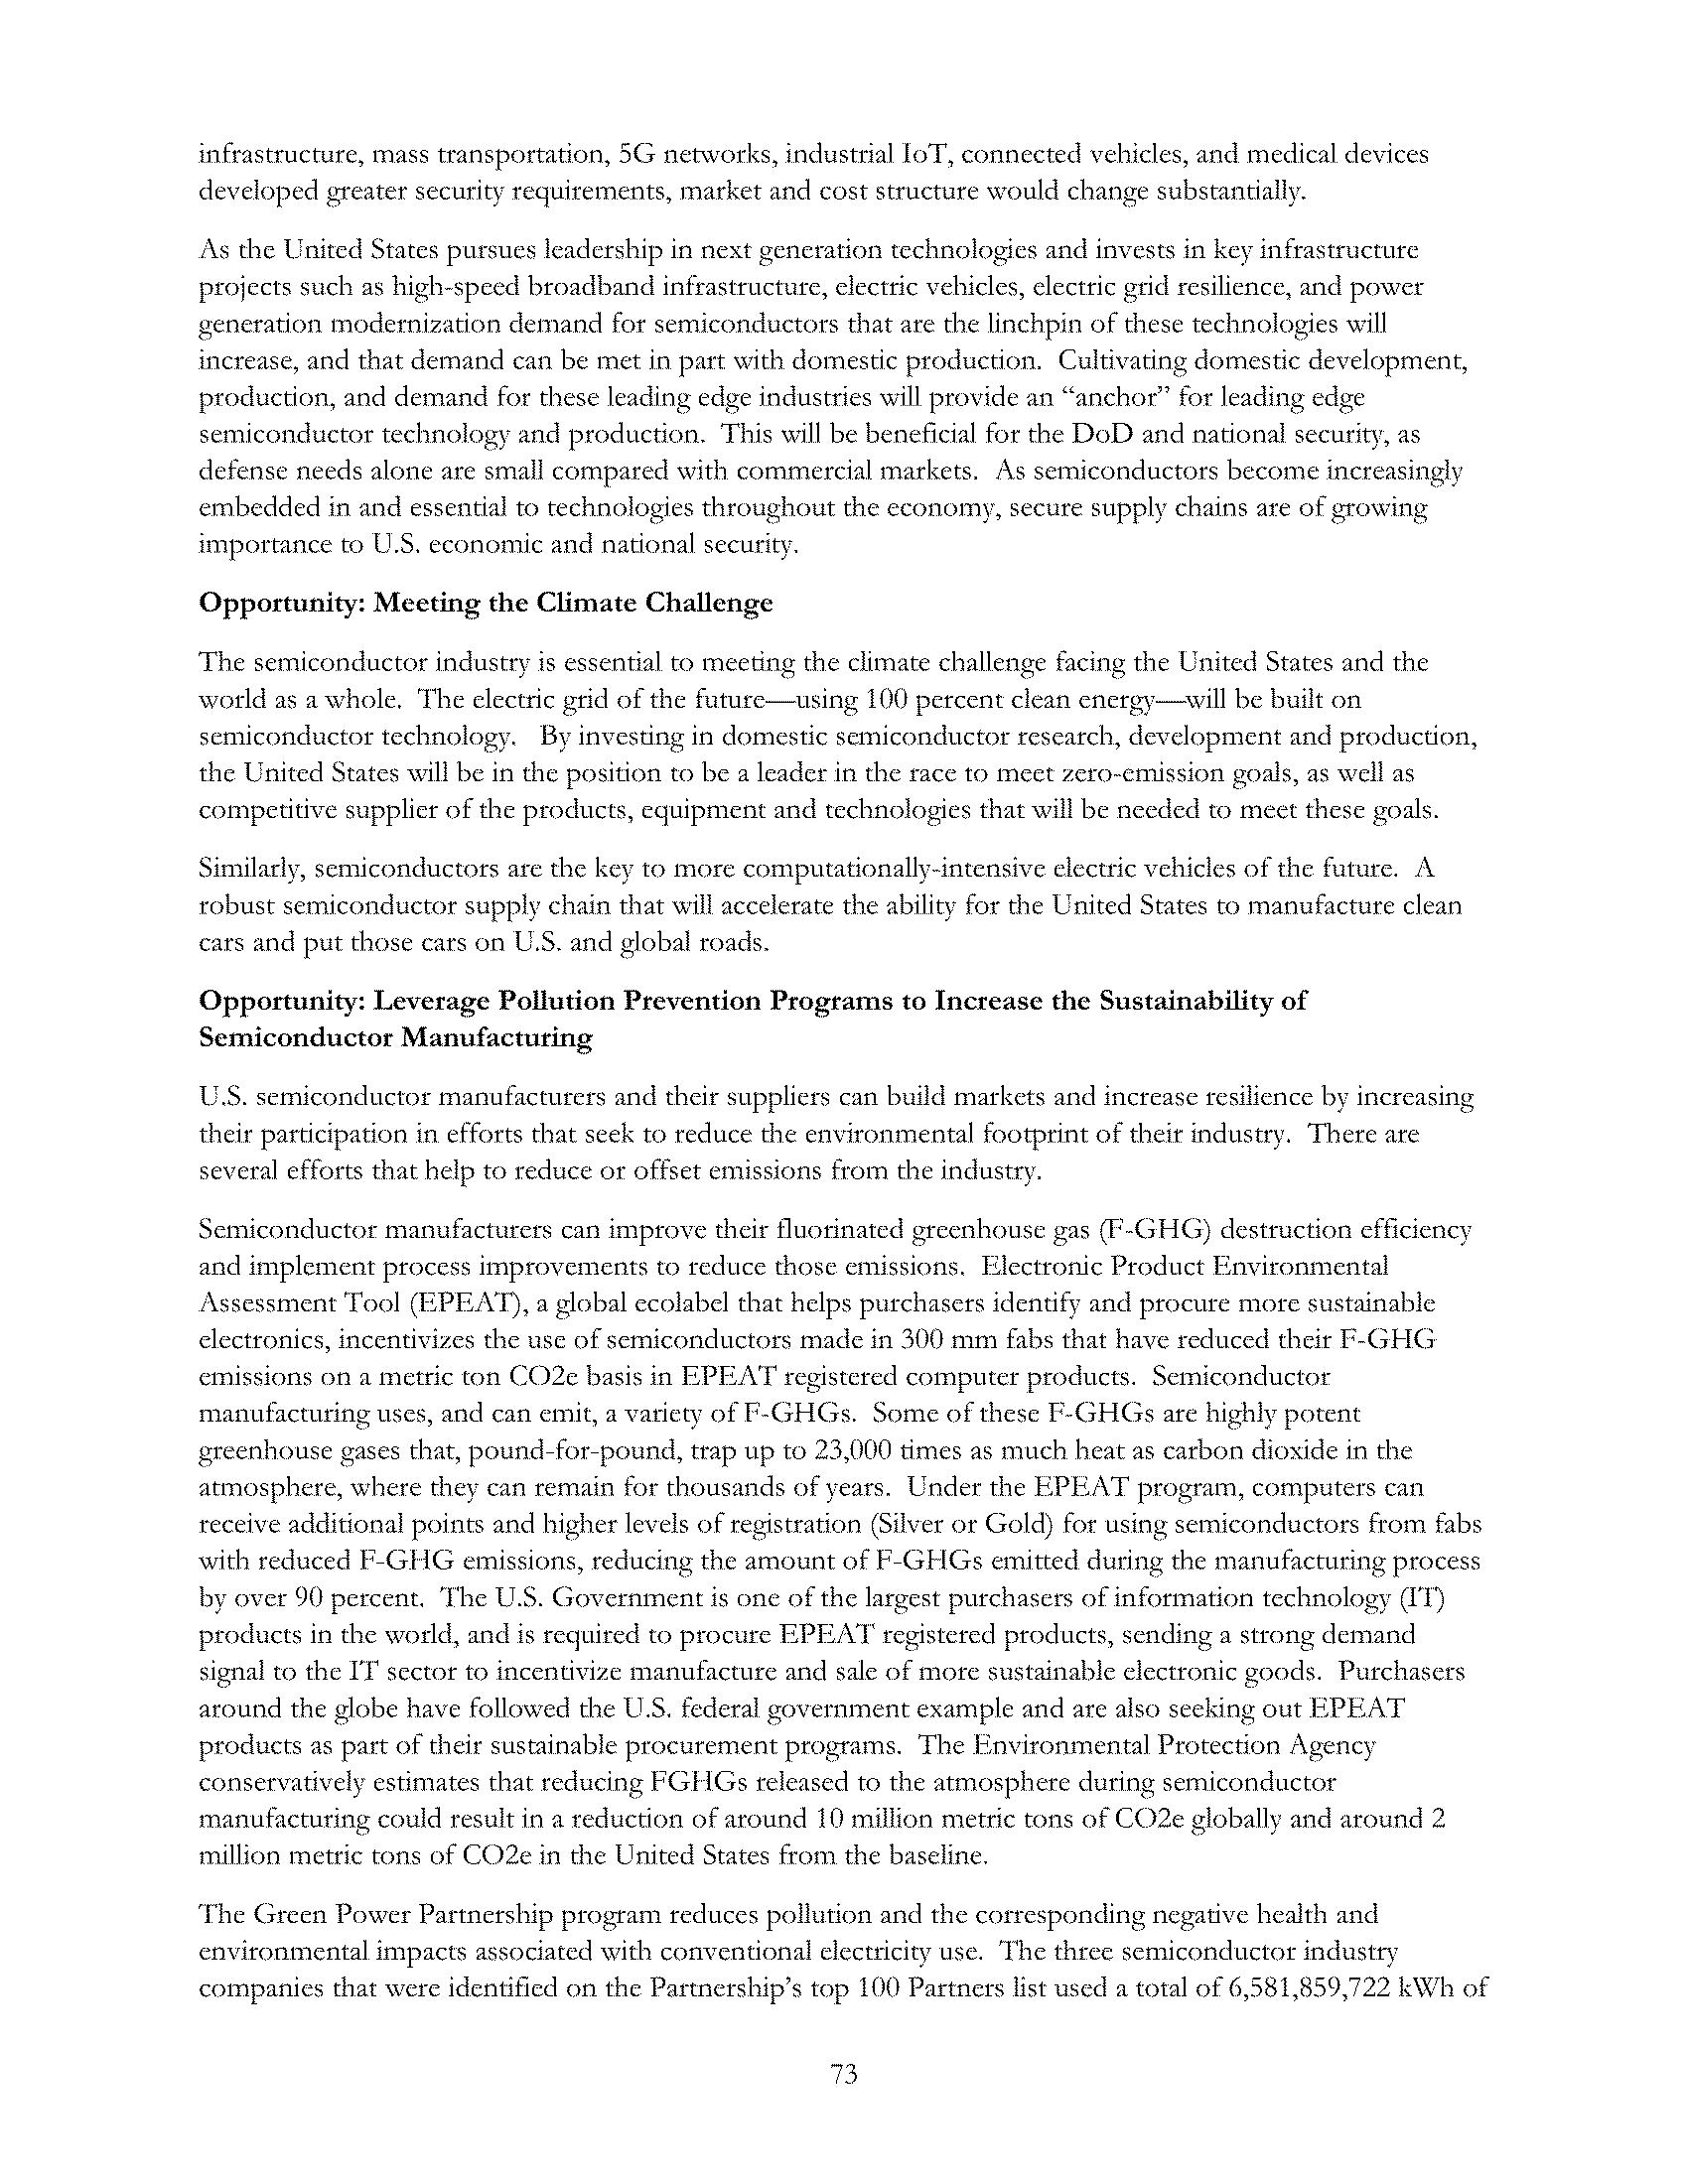 infrastructure, mass transportation, 5G networks, industrial IoT, connected vehicles, and medical devices
developed greater security requirements, market and cost structure would change substantially.
As the United States pursues leadership in next generation technologies and invests in key infrastructure
projects such as high-speed broadband infrastructure, electric vehicles, electric grid resilience, and power
generation modernization demand for semiconductors that are the linchpin of these technologies will
increase, and that demand can be met in part with domestic production.  Cultivating domestic development,
production, and demand for these leading edge industries will provide an “anchor” for leading edge
semiconductor technology and production.  This will be beneficial for the DoD and national security, as
defense needs alone are small compared with commercial markets.  As semiconductors become increasingly
embedded in and essential to technologies throughout the economy, secure supply chains are of growing
importance to U.S. economic and national security.
Opportunity: Meeting the Climate Challenge
The semiconductor industry is essential to meeting the climate challenge facing the United States and the
world as a whole.  The electric grid of the future—using 100 percent clean energy—will be built on
semiconductor technology.   By investing in domestic semiconductor research, development and production,
the United States will be in the position to be a leader in the race to meet zero-emission goals, as well as
competitive supplier of the products, equipment and technologies that will be needed to meet these goals.
Similarly, semiconductors are the key to more computationally-intensive electric vehicles of the future.  A
robust semiconductor supply chain that will accelerate the ability for the United States to manufacture clean
cars and put those cars on U.S. and global roads.
Opportunity: Leverage Pollution Prevention Programs to Increase the Sustainability of
Semiconductor Manufacturing
U.S. semiconductor manufacturers and their suppliers can build markets and increase resilience by increasing
their participation in efforts that seek to reduce the environmental footprint of their industry.  There are
several efforts that help to reduce or offset emissions from the industry.
Semiconductor manufacturers can improve their fluorinated greenhouse gas (F-GHG) destruction efficiency
and implement process improvements to reduce those emissions.  Electronic Product Environmental
Assessment Tool (EPEAT), a global ecolabel that helps purchasers identify and procure more sustainable
electronics, incentivizes the use of semiconductors made in 300 mm fabs that have reduced their F-GHG
emissions on a metric ton CO2e basis in EPEAT registered computer products.  Semiconductor
manufacturing uses, and can emit, a variety of F-GHGs.  Some of these F-GHGs are highly potent
greenhouse gases that, pound-for-pound, trap up to 23,000 times as much heat as carbon dioxide in the
atmosphere, where they can remain for thousands of years.  Under the EPEAT program, computers can
receive additional points and higher levels of registration (Silver or Gold) for using semiconductors from fabs
with reduced F-GHG emissions, reducing the amount of F-GHGs emitted during the manufacturing process
by over 90 percent.  The U.S. Government is one of the largest purchasers of information technology (IT)
products in the world, and is required to procure EPEAT registered products, sending a strong demand
signal to the IT sector to incentivize manufacture and sale of more sustainable electronic goods.  Purchasers
around the globe have followed the U.S. federal government example and are also seeking out EPEAT
products as part of their sustainable procurement programs.  The Environmental Protection Agency
conservatively estimates that reducing FGHGs released to the atmosphere during semiconductor
manufacturing could result in a reduction of around 10 million metric tons of CO2e globally and around 2
million metric tons of CO2e in the United States from the baseline.
The Green Power Partnership program reduces pollution and the corresponding negative health and
environmental impacts associated with conventional electricity use.  The three semiconductor industry
companies that were identified on the Partnership’s top 100 Partners list used a total of 6,581,859,722 kWh of
73